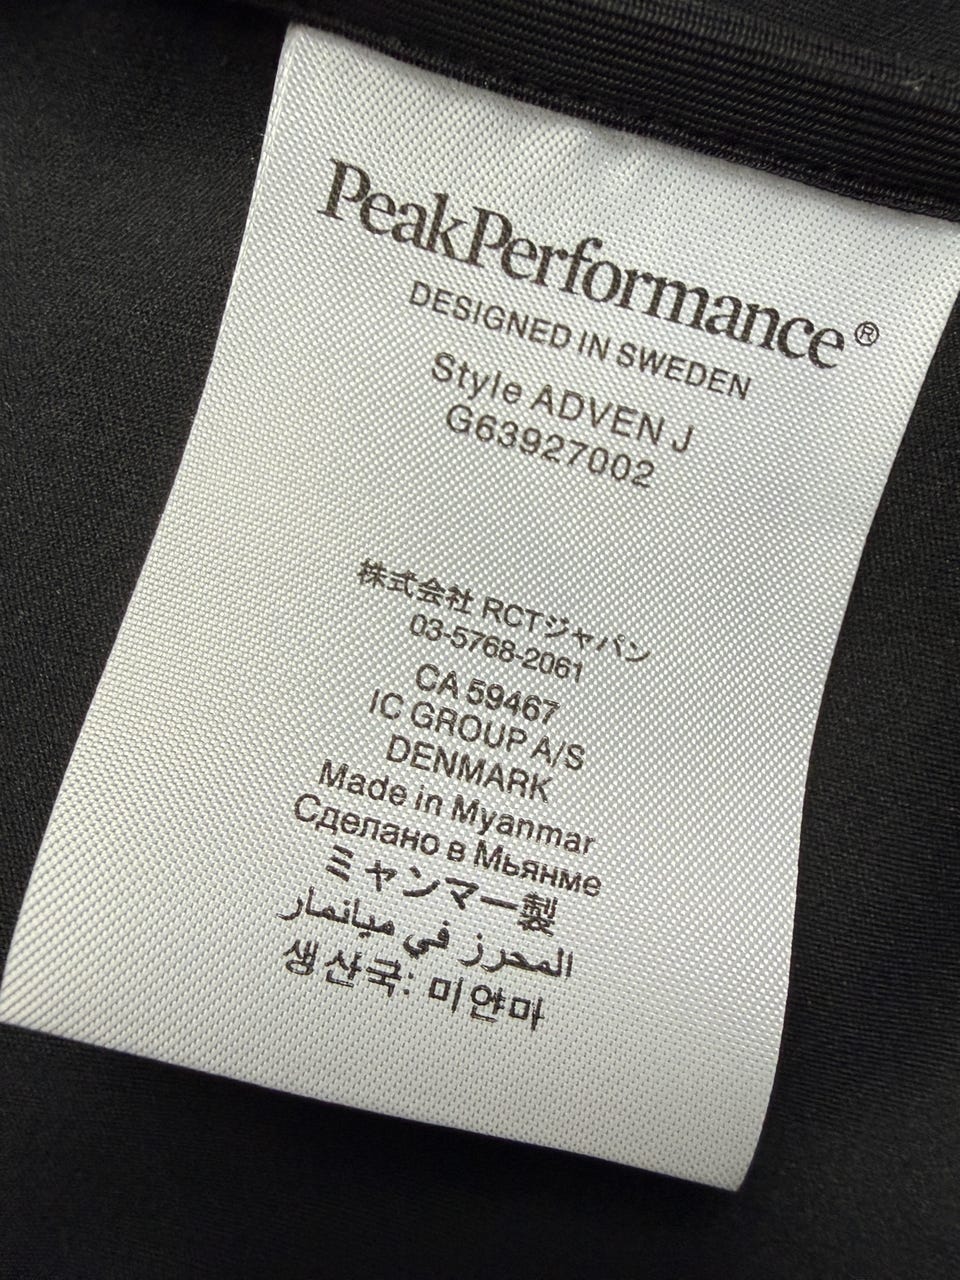 PeakPerformance®
DESIGNED IN SWEDEN
Style ADVEN J
G63927002
株式会社 RCTジャパン
03-5768-2061
CA 59467
IC GROUP A/S
DENMARK
Made in Myanmar
Сделано в Мьянме
ミャンマー製
المحرز في ميانمار
생산국: 미얀마